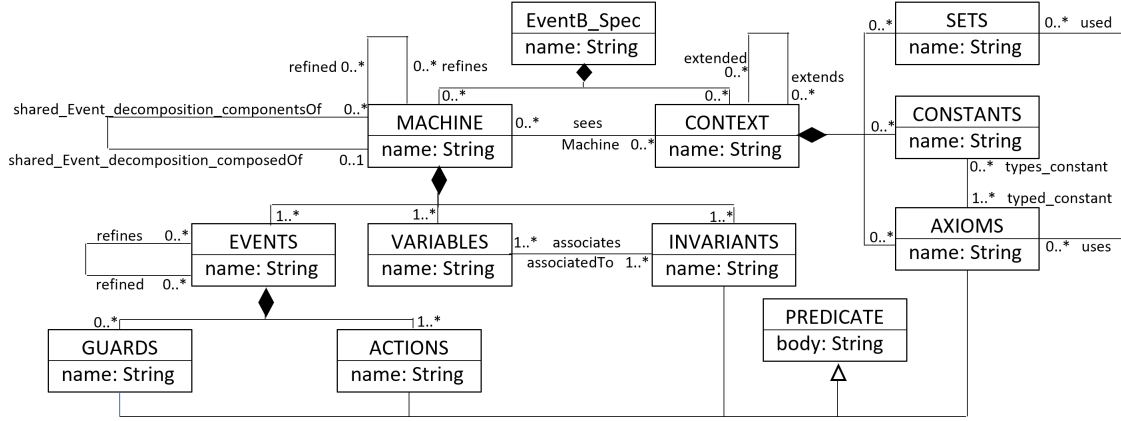 EventB_Spec
name: String
SETS
name: String
0..*
0..* used
refined 0..*
0..* refines
extended
0..*
extends
0..*
0..*
0..*
shared_Event_decomposition_componentsOf
0..*
MACHINE
name: String
0..* sees
Machine 0..*
CONTEXT
name: String
0..*
CONSTANTS
name: String
shared_Event_decomposition_composedOf
0..1
0..* types_constant
1..* typed_constant
1..*
1..*
1..*
refines 0..*
EVENTS
name: String
VARIABLES
name: String
1..* associates
associatedTo 1..*
INVARIANTS
name: String
0..*
AXIOMS
name: String
0..* uses
refined 0..*
PREDICATE
body: String
0..*
1..*
GUARDS
name: String
ACTIONS
name: String